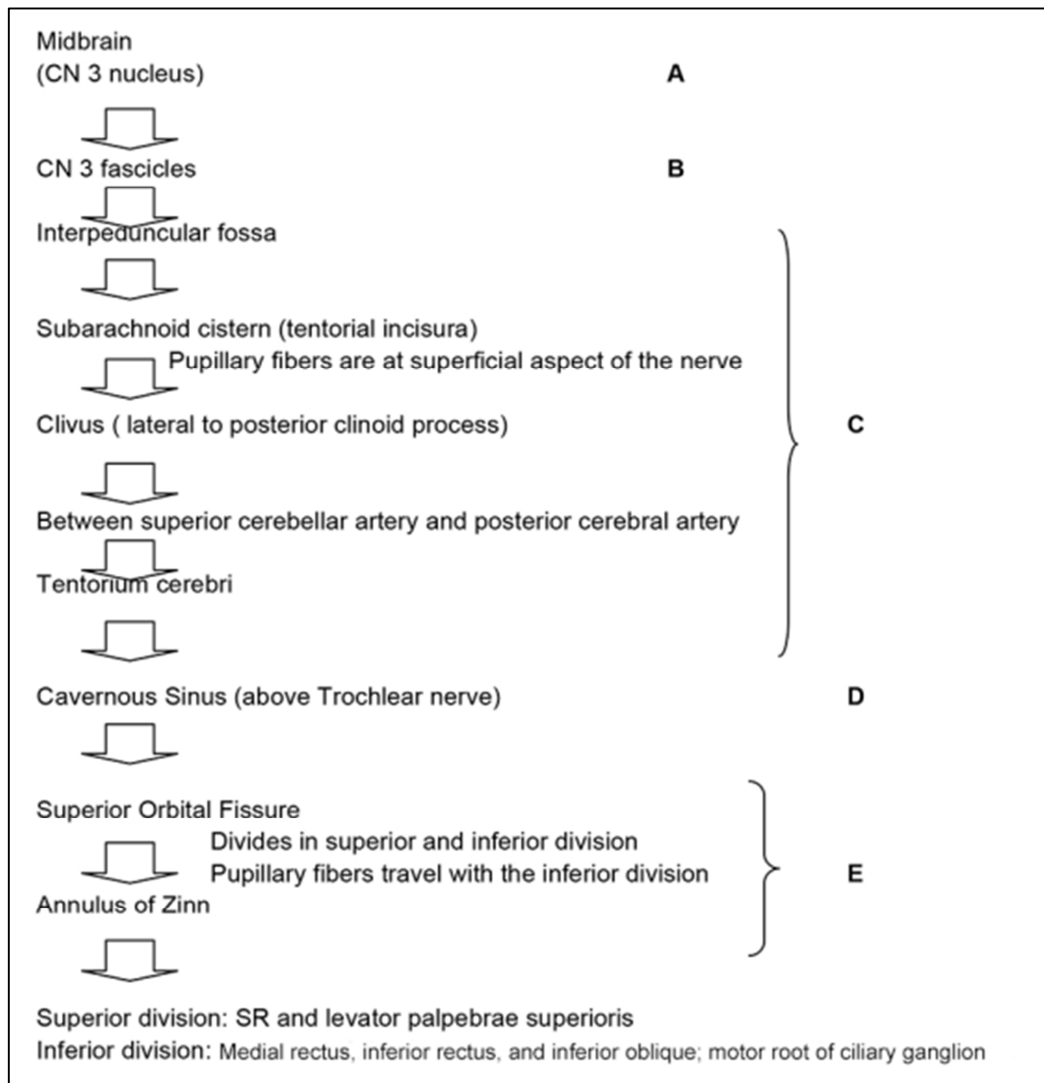 Midbrain
(CN 3 nucleus) A
CN 3 fascicles B
Interpeduncular fossa
Subarachnoid cistern (tentorial incisura)
Pupillary fibers are at superficial aspect of the nerve
Clivus ( lateral to posterior clinoid process) C
Between superior cerebellar artery and posterior cerebral artery
Tentorium cerebri
Cavernous Sinus (above Trochlear nerve) D
Superior Orbital Fissure
Divides in superior and inferior division
Pupillary fibers travel with the inferior division E
Annulus of Zinn
Superior division: SR and levator palpebrae superioris
Inferior division: Medial rectus, inferior rectus, and inferior oblique; motor root of ciliary ganglion